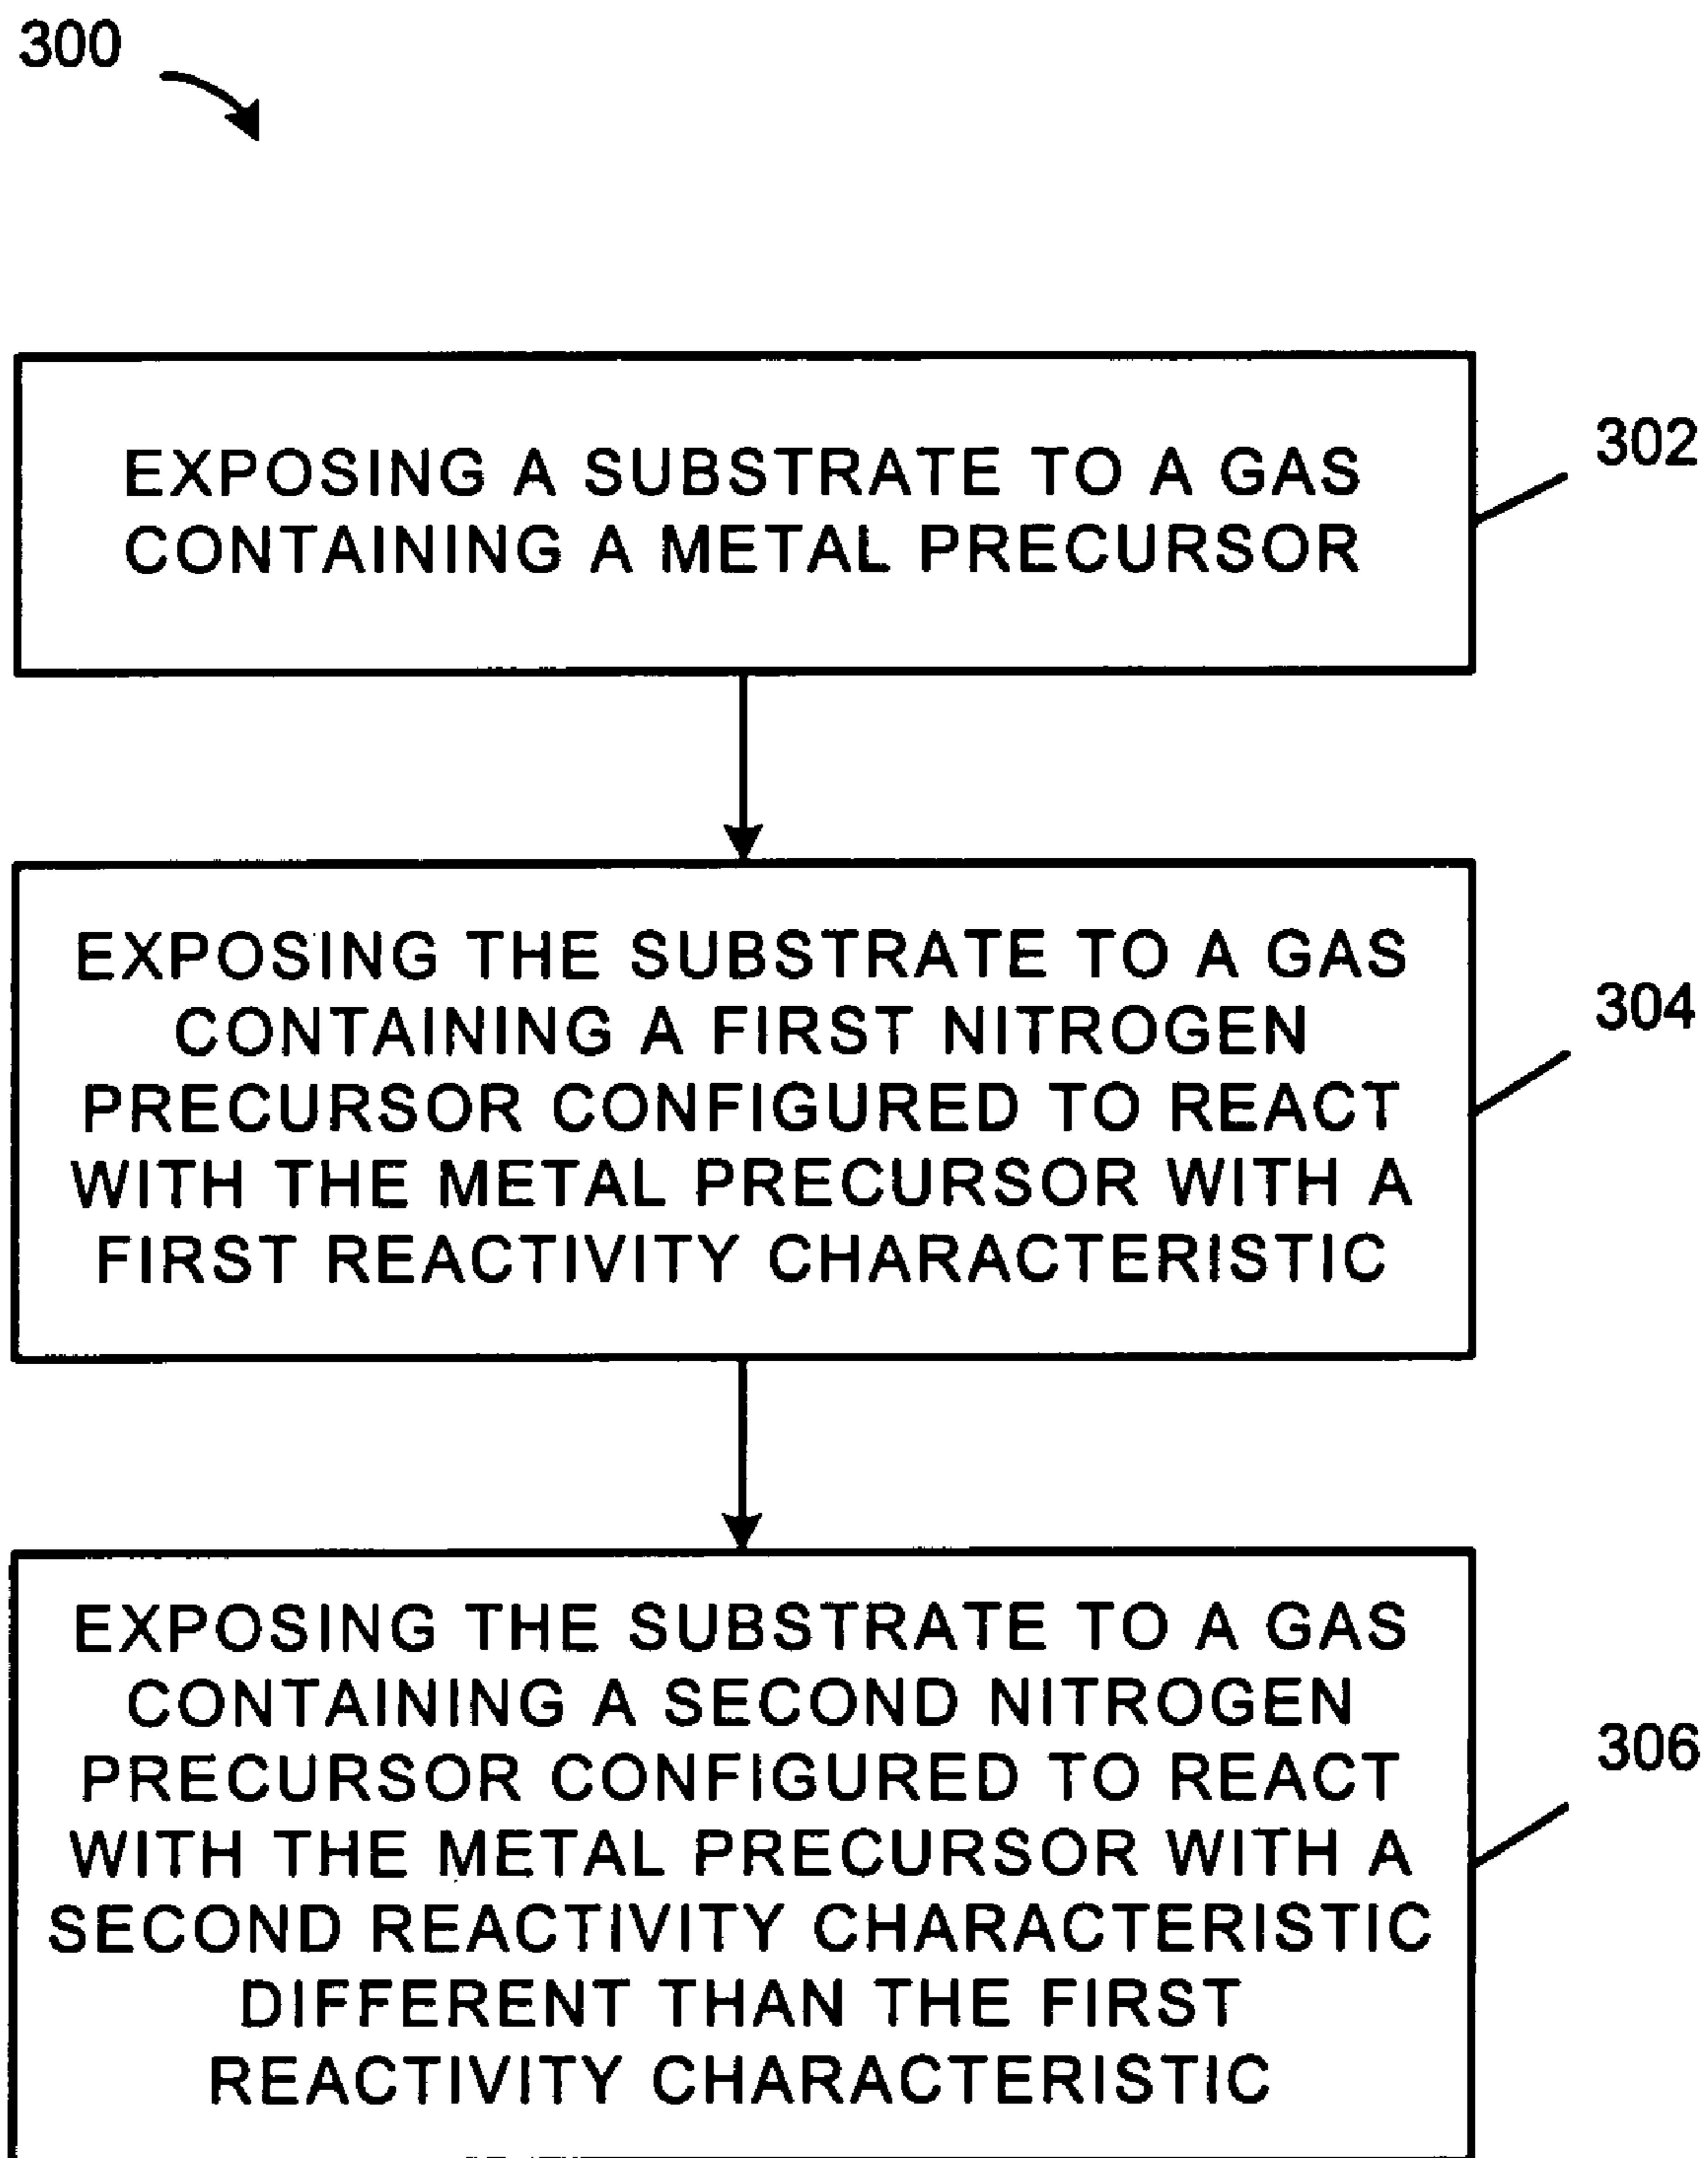 300
EXPOSING A SUBSTRATE TO A GAS
CONTAINING A METAL PRECURSOR
302
EXPOSING THE SUBSTRATE TO A GAS
CONTAINING A FIRST NITROGEN
PRECURSOR CONFIGURED TO REACT
WITH THE METAL PRECURSOR WITH A
FIRST REACTIVITY CHARACTERISTIC
304
EXPOSING THE SUBSTRATE TO A GAS
CONTAINING A SECOND NITROGEN
PRECURSOR CONFIGURED TO REACT
WITH THE METAL PRECURSOR WITH A
SECOND REACTIVITY CHARACTERISTIC
DIFFERENT THAN THE FIRST
REACTIVITY CHARACTERISTIC
306